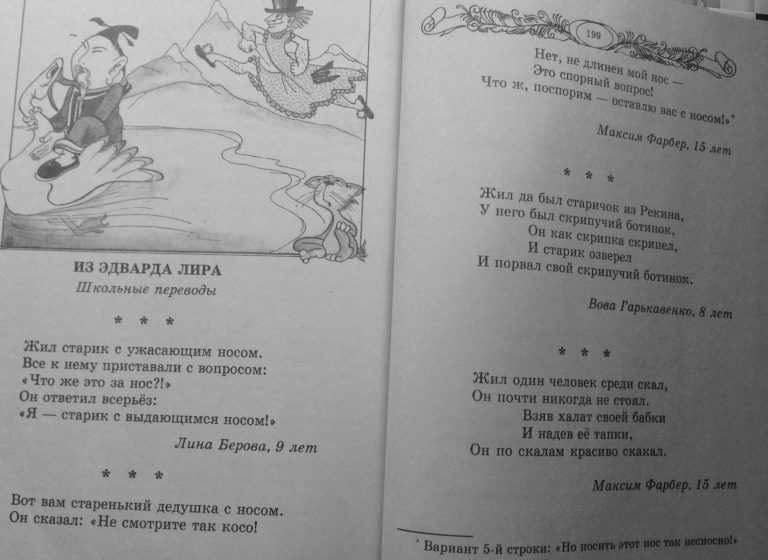 ИЗ ЭДВАРДА ЛИРА
Школьные переводы
* * *
Жил старик с ужасающим носом.
Все к нему приставали с вопросом:
«Что же это за нос?!»
Он ответил всерьёз:
«Я — старик с выдающимся носом!»
Лина Берова, 9 лет
* * *
Вот вам старенький дедушка с носом.
Он сказал: «Не смотрите так косо!
199
Нет, не длинен мой нос —
Это спорный вопрос!
Что ж, поспорим — оставлю вас с носом!»*
Максим Фарбер, 15 лет
* * *
Жил да был старичок из Рекина,
У него был скрипучий ботинок,
Он как скрипка скрипел,
И старик озверел
И порвал свой скрипучий ботинок.
Вова Гарькавенко, 8 лет
* * *
Жил один человек среди скал,
Он почти никогда не стоял.
Взяв халат своей бабки
И надев её тапки,
Он по скалам красиво скакал.
Максим Фарбер, 15 лет
* Вариант 5-й строки: «Но носить этот нос так несносно!»